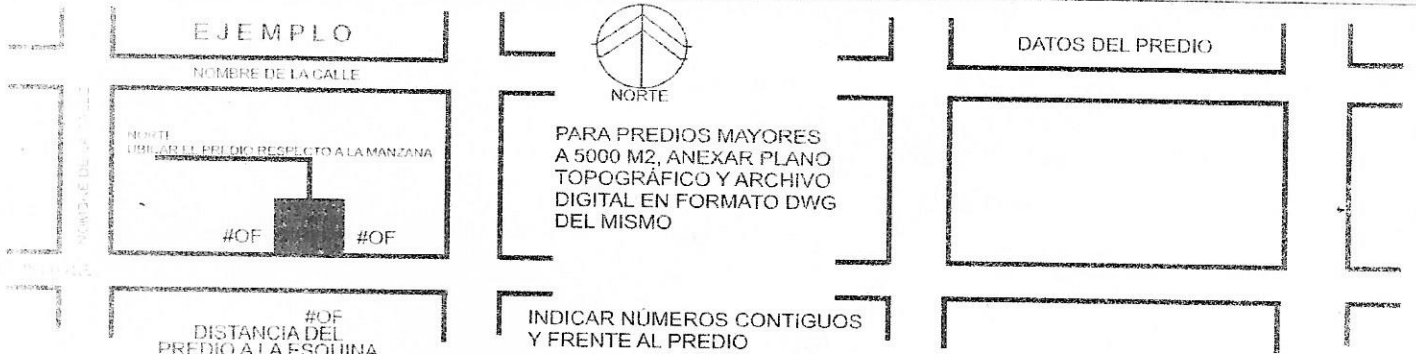 EJEMPLO
NOMBRE DE LA CALLE
NORTE
UBICAR EL PREDIO RESPECTO A LA MANZANA
#OF
#OF
#OF
DISTANCIA DEL
PREDIO A LA ESQUINA
NORTE
PARA PREDIOS MAYORES
A 5000 M2, ANEXAR PLANO
TOPOGRÁFICO Y ARCHIVO
DIGITAL EN FORMATO DWG
DEL MISMO
INDICAR NÚMEROS CONTIGUOS
Y FRENTE AL PREDIO
DATOS DEL PREDIO